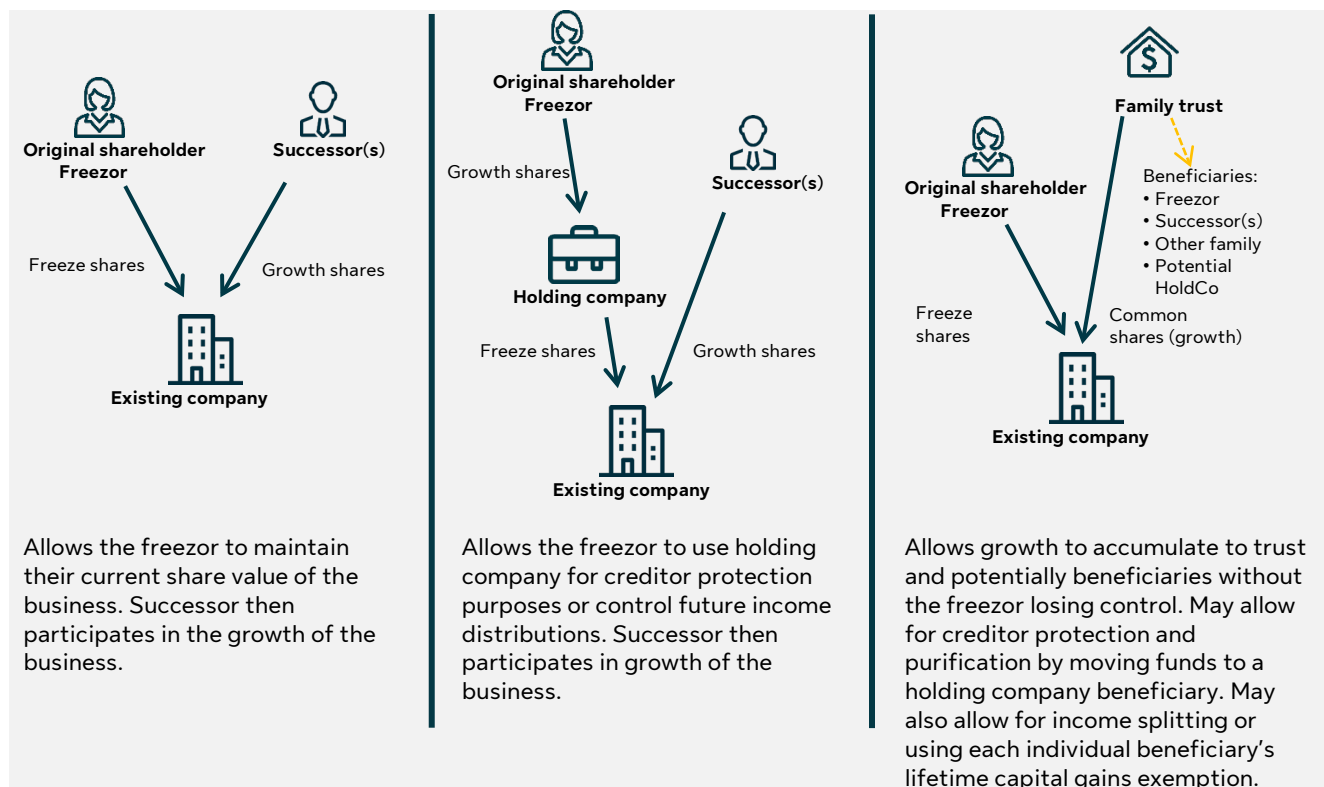 Original shareholder
Freezor
Successor(s)
Freeze shares
Growth shares
Existing company
Allows the freezor to maintain
their current share value of the
business. Successor then
participates in the growth of the
business.
Original shareholder
Freezor
Growth shares
Successor(s)
Holding company
Freeze shares
Growth shares
Existing company
Allows the freezor to use holding
company for creditor protection
purposes or control future income
distributions. Successor then
participates in growth of the
business.
$
Family trust
Original shareholder
Freezor
Beneficiaries:
• Freezor
• Successor(s)
• Other family
• Potential
HoldCo
Freeze
shares
Common
shares (growth)
Existing company
Allows growth to accumulate to trust
and potentially beneficiaries without
the freezor losing control. May allow
for creditor protection and
purification by moving funds to a
holding company beneficiary. May
also allow for income splitting or
using each individual beneficiary's
lifetime capital gains exemption.